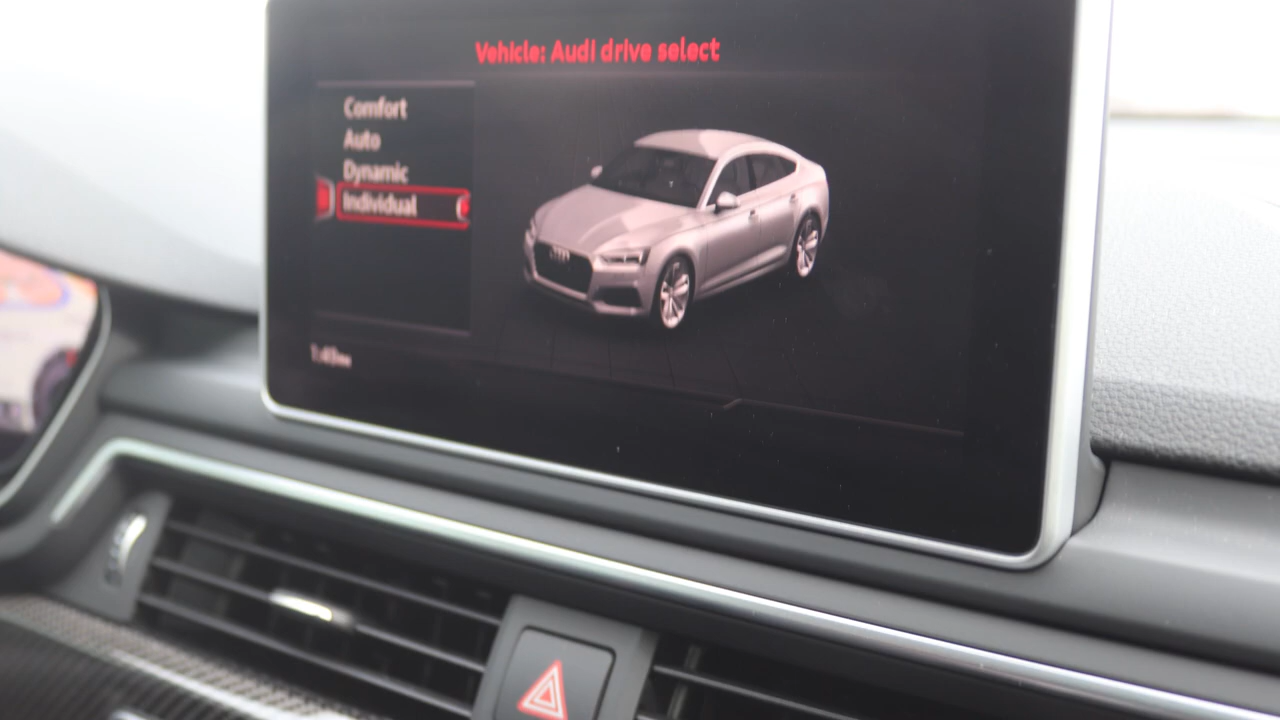 Vehicle: Audi drive select
Comfort
Auto
Dynamic
Individual